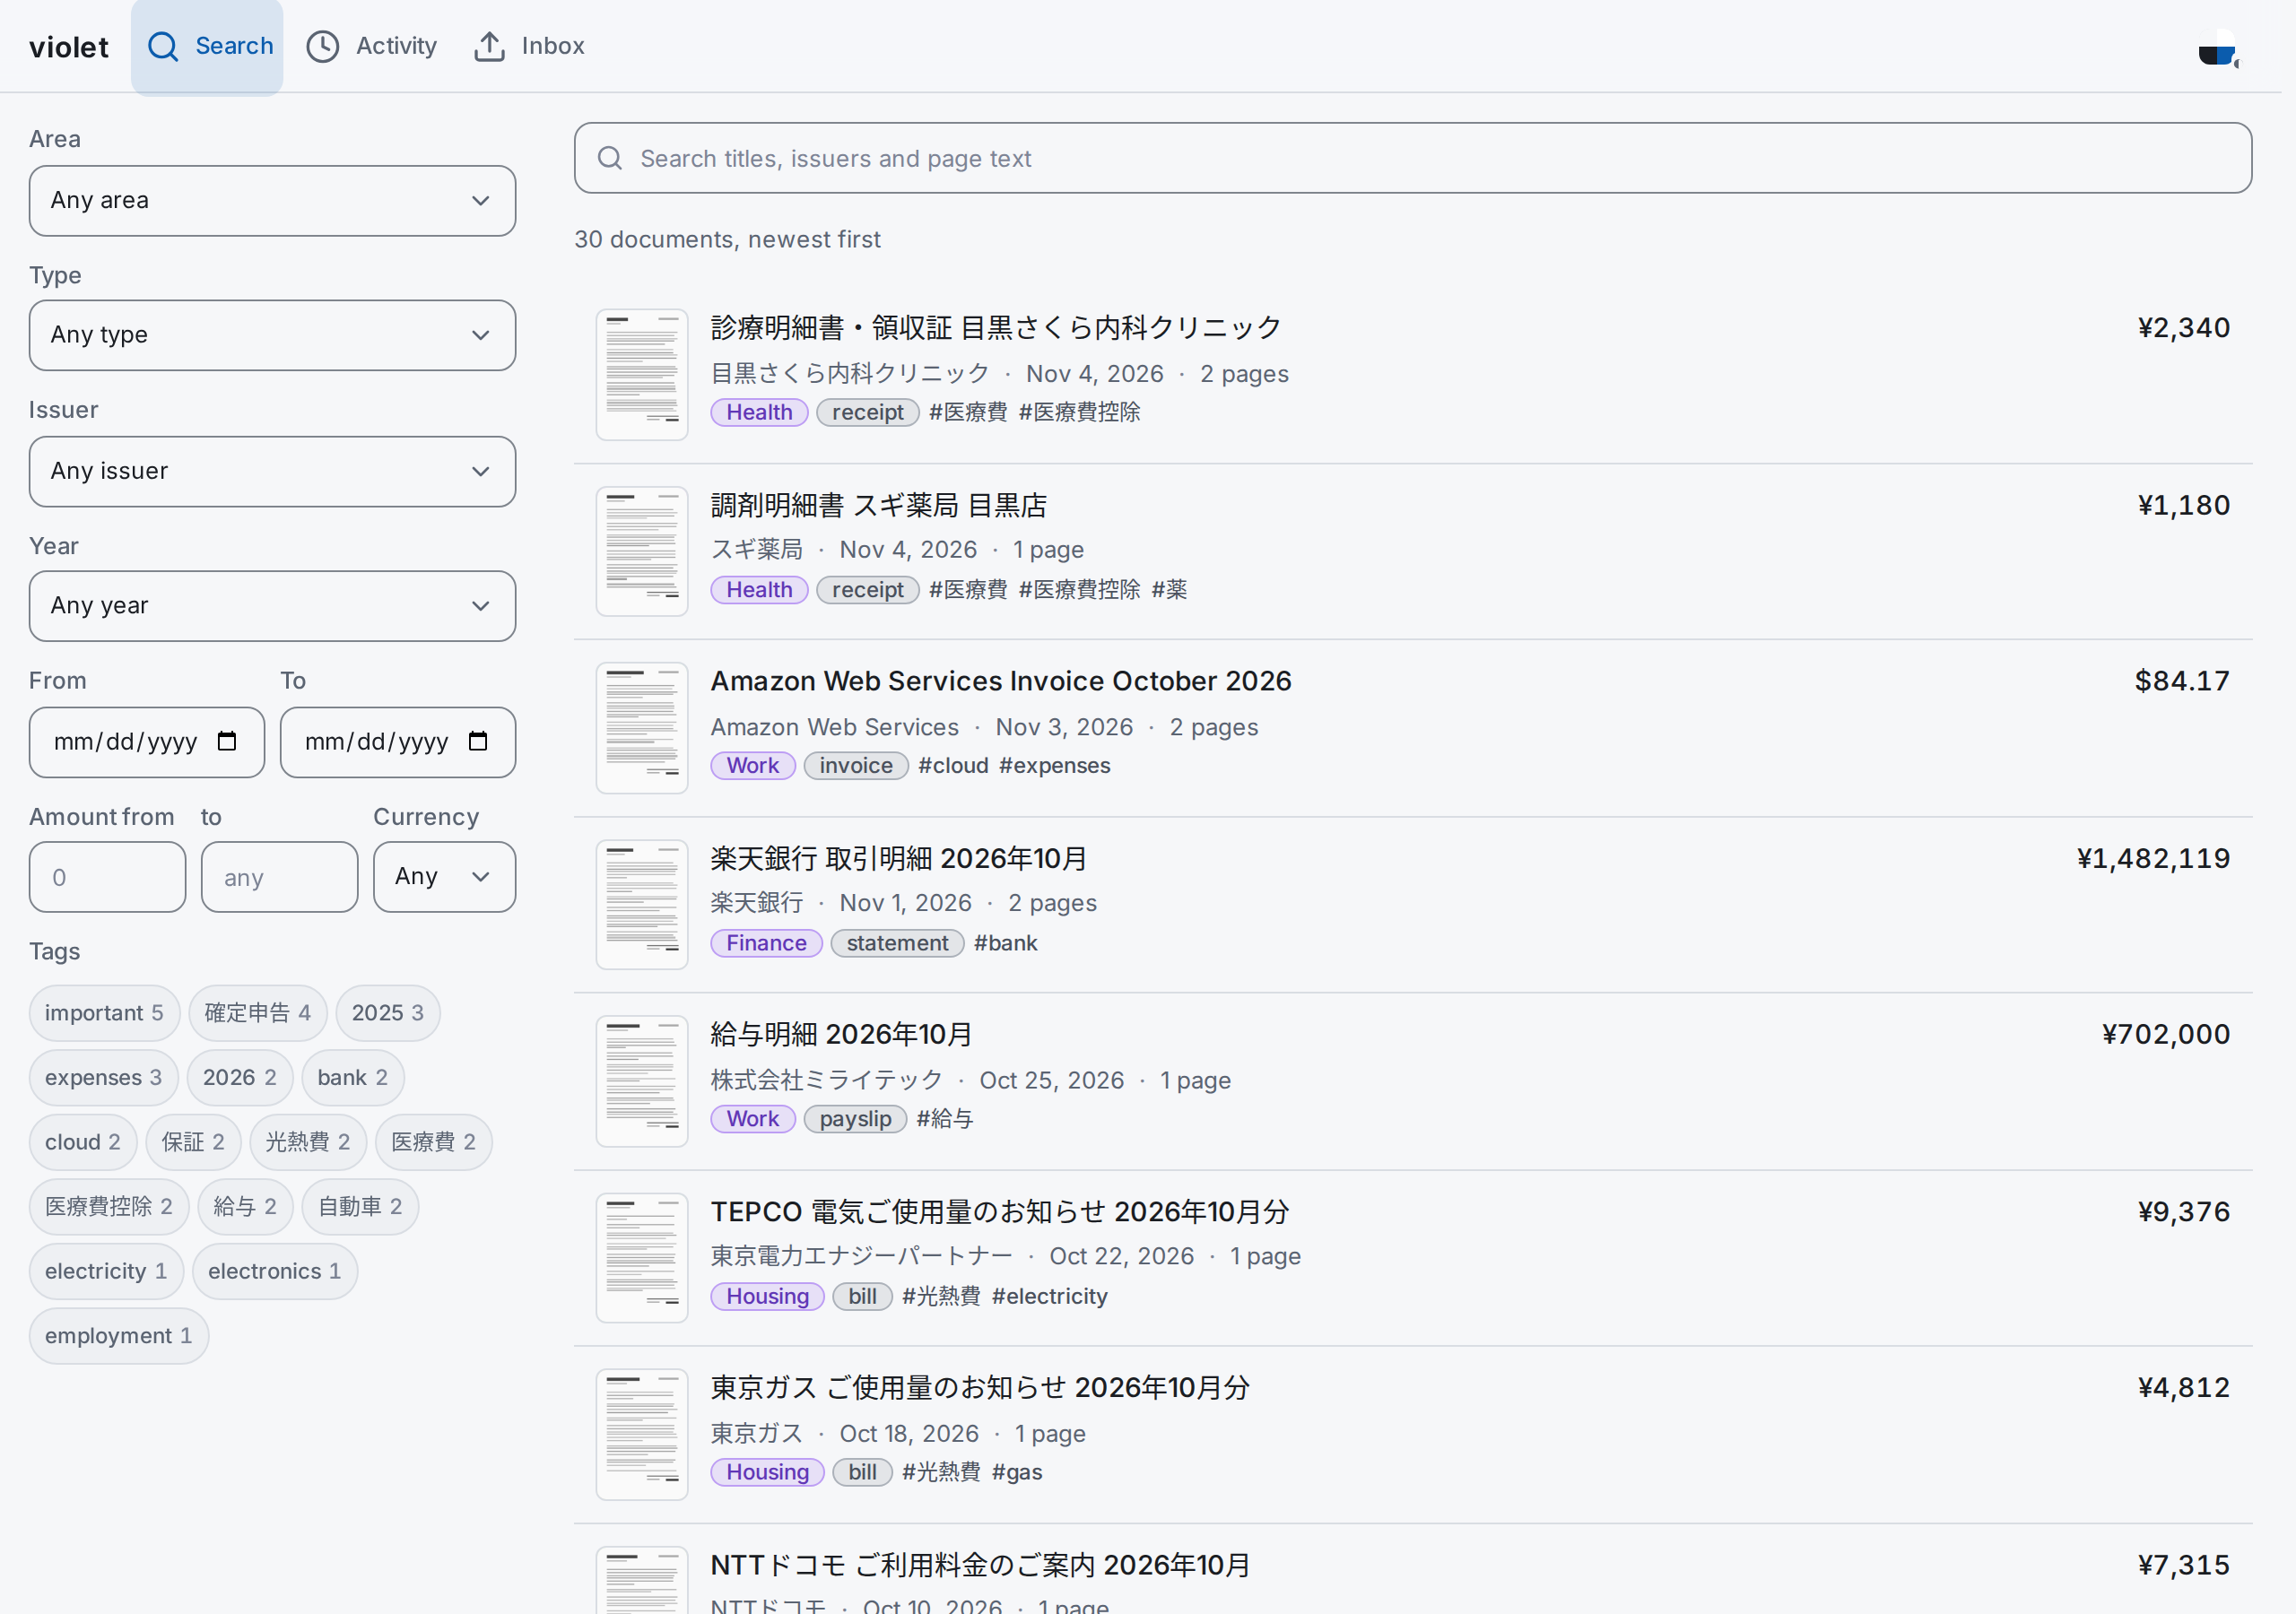 violet Search Activity Inbox
Area
Any area
Type
Any type
Issuer
Any issuer
Year
Any year
From To
mm/dd/yyyy mm/dd/yyyy
Amount from to Currency
0 any Any
Tags
important 5 確定申告 4 2025 3
expenses 3 2026 2 bank 2
cloud 2 保証 2 光熱費 2 医療費 2
医療費控除 2 給与 2 自動車 2
electricity 1 electronics 1
employment 1
Search titles, issuers and page text
30 documents, newest first
診療明細書・領収証 目黒さくら内科クリニック ¥2,340
目黒さくら内科クリニック · Nov 4, 2026 · 2 pages
Health receipt #医療費 #医療費控除
調剤明細書 スギ薬局 目黒店 ¥1,180
スギ薬局 · Nov 4, 2026 · 1 page
Health receipt #医療費 #医療費控除 #薬
Amazon Web Services Invoice October 2026 $84.17
Amazon Web Services · Nov 3, 2026 · 2 pages
Work invoice #cloud #expenses
楽天銀行 取引明細 2026年10月 ¥1,482,119
楽天銀行 · Nov 1, 2026 · 2 pages
Finance statement #bank
給与明細 2026年10月 ¥702,000
株式会社ミライテック · Oct 25, 2026 · 1 page
Work payslip #給与
TEPCO 電気ご使用量のお知らせ 2026年10月分 ¥9,376
東京電力エナジーパートナー · Oct 22, 2026 · 1 page
Housing bill #光熱費 #electricity
東京ガス ご使用量のお知らせ 2026年10月分 ¥4,812
東京ガス · Oct 18, 2026 · 1 page
Housing bill #光熱費 #gas
NTTドコモ ご利用料金のご案内 2026年10月 ¥7,315
NTTドコモ · Oct 10, 2026 · 1 page